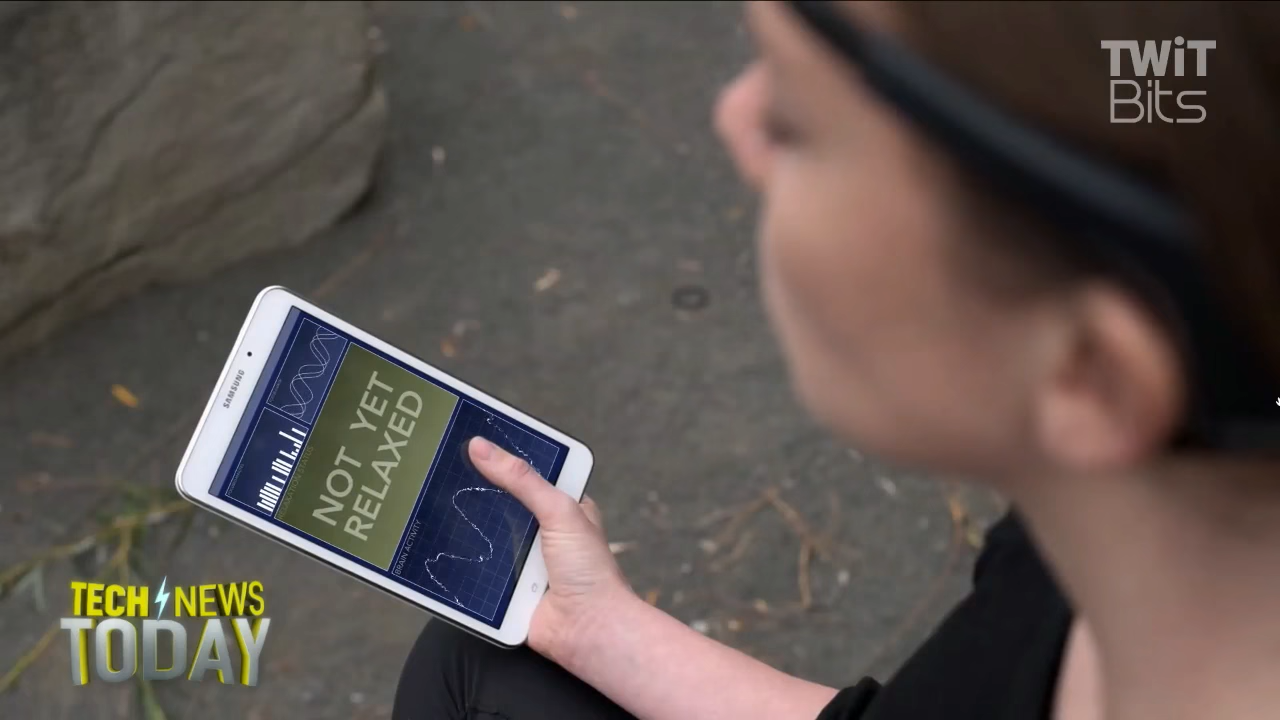 TWiT
Bits
SAMSUNG
NOT YET
RELAXED
BRAIN ACTIVITY
TECH NEWS
TODAY